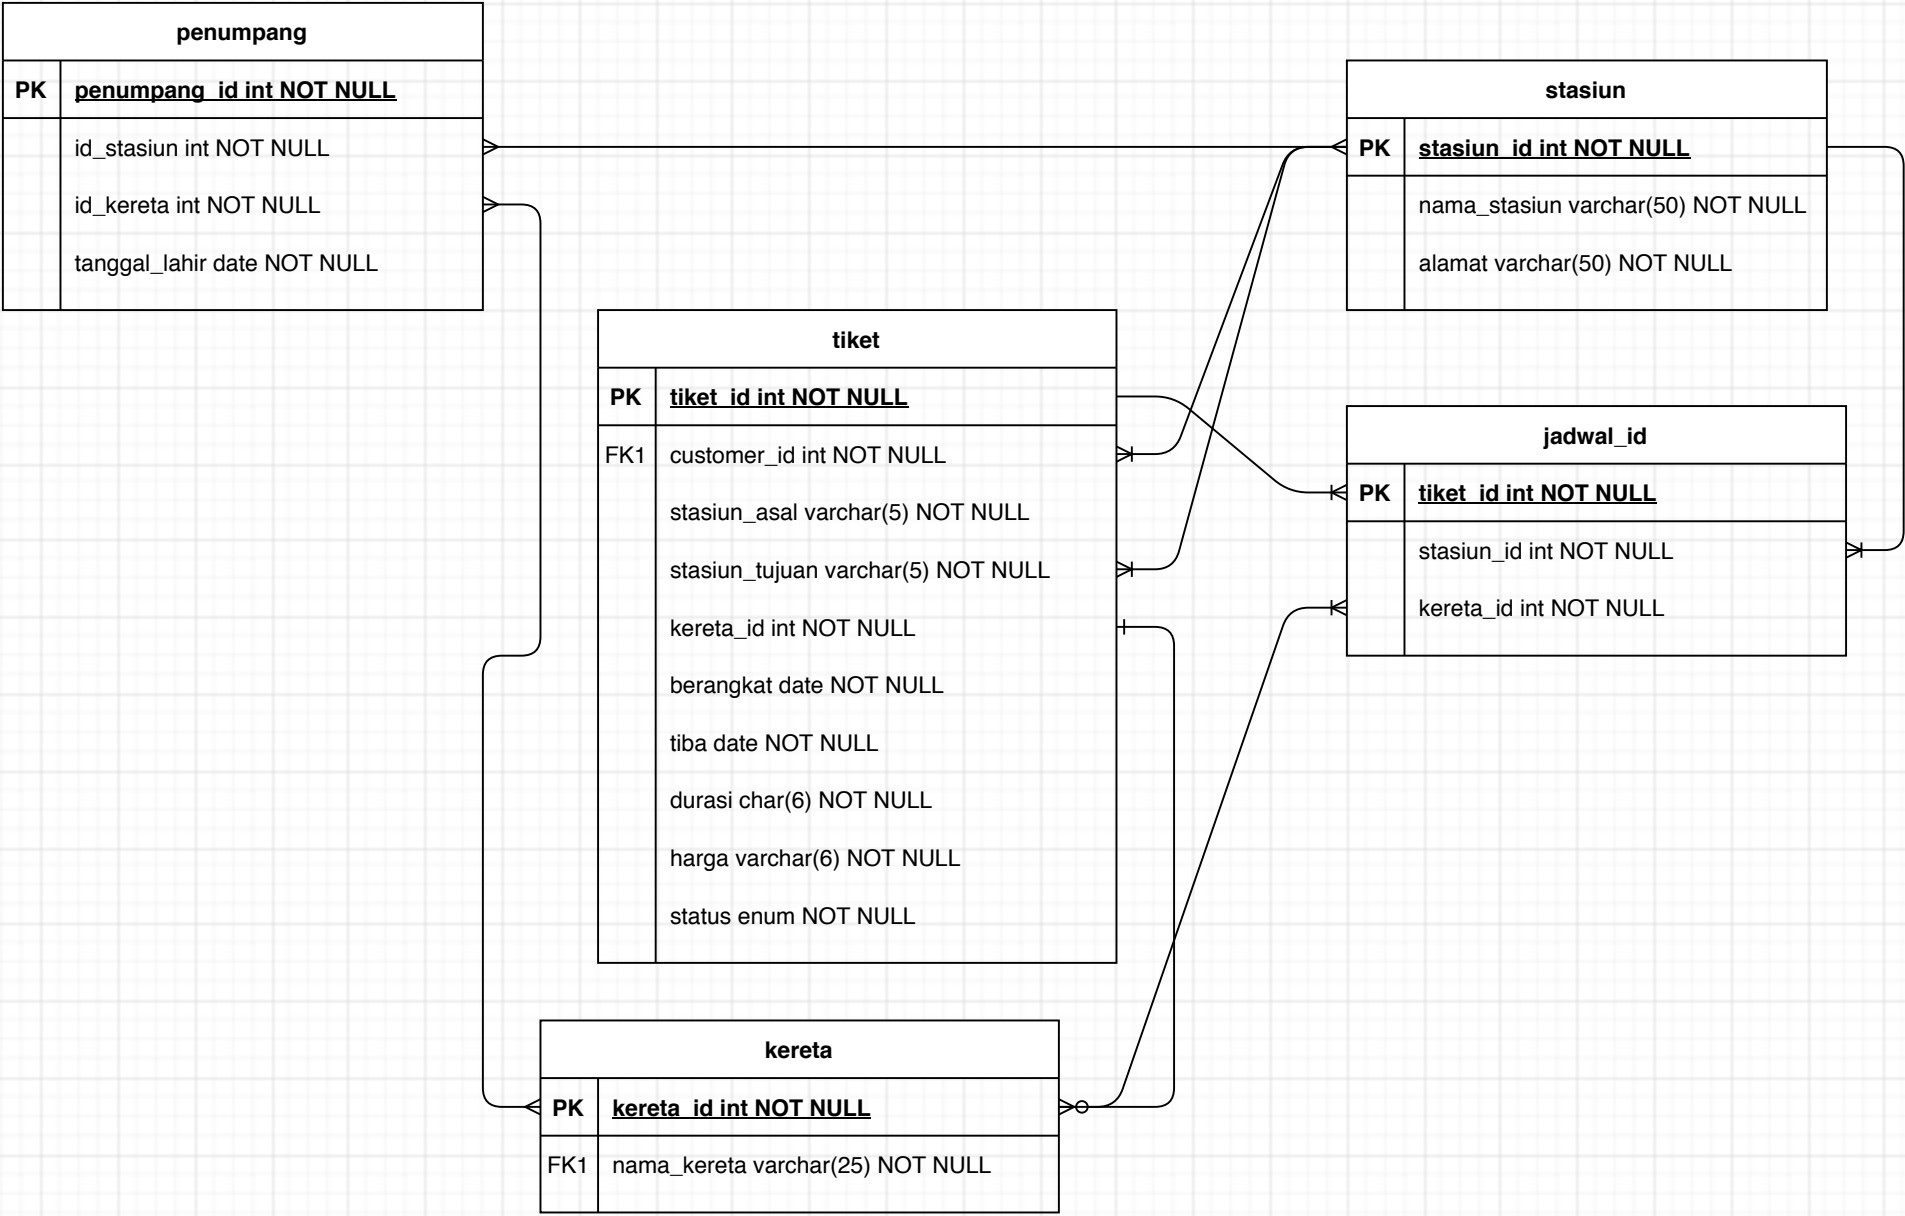 penumpang
PK penumpang_id int NOT NULL
id_stasiun int NOT NULL
id_kereta int NOT NULL
tanggal_lahir date NOT NULL
stasiun
PK stasiun_id int NOT NULL
nama_stasiun varchar(50) NOT NULL
alamat varchar(50) NOT NULL
tiket
PK tiket_id int NOT NULL
FK1 customer_id int NOT NULL
stasiun_asal varchar(5) NOT NULL
stasiun_tujuan varchar(5) NOT NULL
kereta_id int NOT NULL
berangkat date NOT NULL
tiba date NOT NULL
durasi char(6) NOT NULL
harga varchar(6) NOT NULL
status enum NOT NULL
jadwal_id
PK tiket_id int NOT NULL
stasiun_id int NOT NULL
kereta_id int NOT NULL
kereta
PK kereta_id int NOT NULL
FK1 nama_kereta varchar(25) NOT NULL